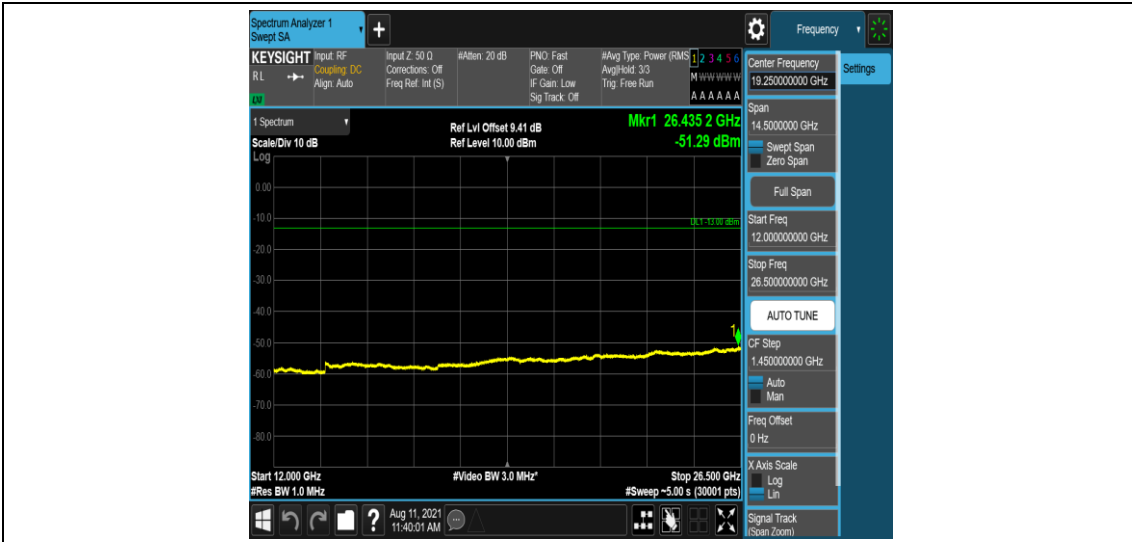 Spectrum Analyzer 1
Swept SA
+
Frequency
KEYSIGHT
RL
LXI
Input: RF
Coupling: DC
Align: Auto
Input Z: 50 Ω
Corrections: Off
Freq Ref: Int (S)
#Atten: 20 dB
PNO: Fast
Gate: Off
IF Gain: Low
Sig Track: Off
#Avg Type: Power (RMS
Avg|Hold: 3/3
Trig: Free Run
1 2 3 4 5 6
M W W W W W
A A A A A A
Center Frequency
19.250000000 GHz
Settings
Span
14.5000000 GHz
Swept Span
Zero Span
Full Span
Start Freq
12.000000000 GHz
Stop Freq
26.500000000 GHz
AUTO TUNE
CF Step
1.450000000 GHz
Auto
Man
Freq Offset
0 Hz
X Axis Scale
Log
Lin
Signal Track
(Span Zoom)
1 Spectrum
Scale/Div 10 dB
Log
Ref Lvl Offset 9.41 dB
Ref Level 10.00 dBm
Mkr1 26.435 2 GHz
-51.29 dBm
0.00
-10.0
DL1 -13.00 dBm
-20.0
-30.0
-40.0
1
-50.0
-60.0
-70.0
-80.0
Start 12.000 GHz
#Video BW 3.0 MHz*
Stop 26.500 GHz
#Res BW 1.0 MHz
#Sweep ~5.00 s (30001 pts)
?
Aug 11, 2021
11:40:01 AM